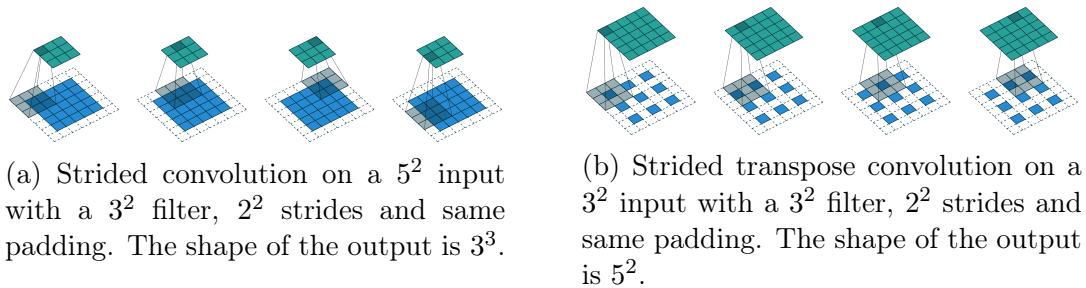 (a) Strided convolution on a 5² input
with a 3² filter, 2² strides and same
padding. The shape of the output is 3³.
(b) Strided transpose convolution on a
3² input with a 3² filter, 2² strides and
same padding. The shape of the output
is 5².